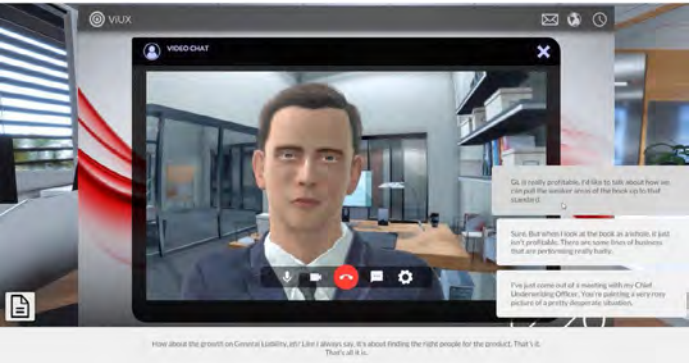 ViUX
VIDEO CHAT
GL is really profitable. I'd like to talk about how we
can pull the weaker areas of the book up to that
standard.
Sure. But when I look at the book as a whole, it just
isn't profitable. There are some lines of business
that are performing really badly.
I've just come out of a meeting with my Chief
Underwriting Officer. You're painting a very rosy
picture of a pretty desperate situation.
How about the growth on General Liability, eh? Like I always say, it's about finding the right people for the product. That's it.
That's all it is.